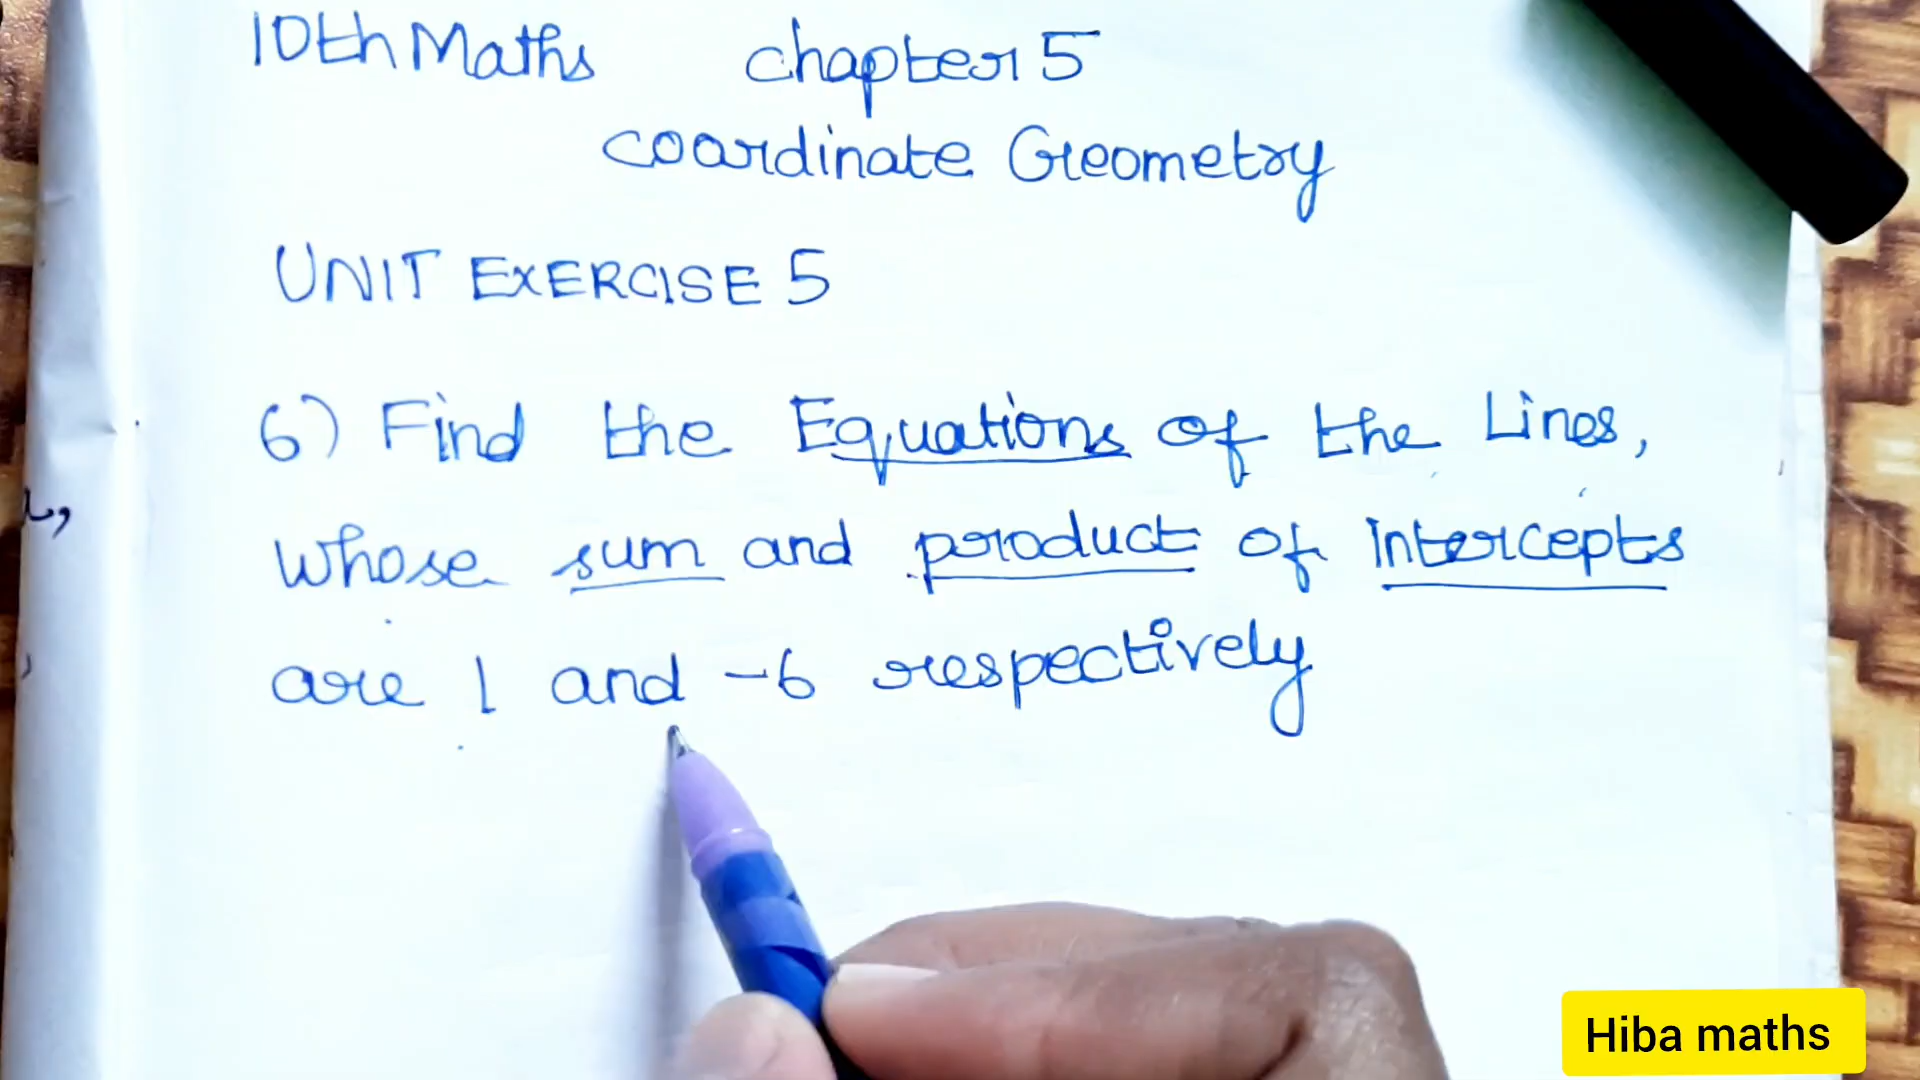 10th Maths chapter 5
coordinate Geometry
UNIT EXERCISE 5
6) Find the Equations of the Lines,
whose sum and product of intercepts
are 1 and -6 respectively
Hiba maths